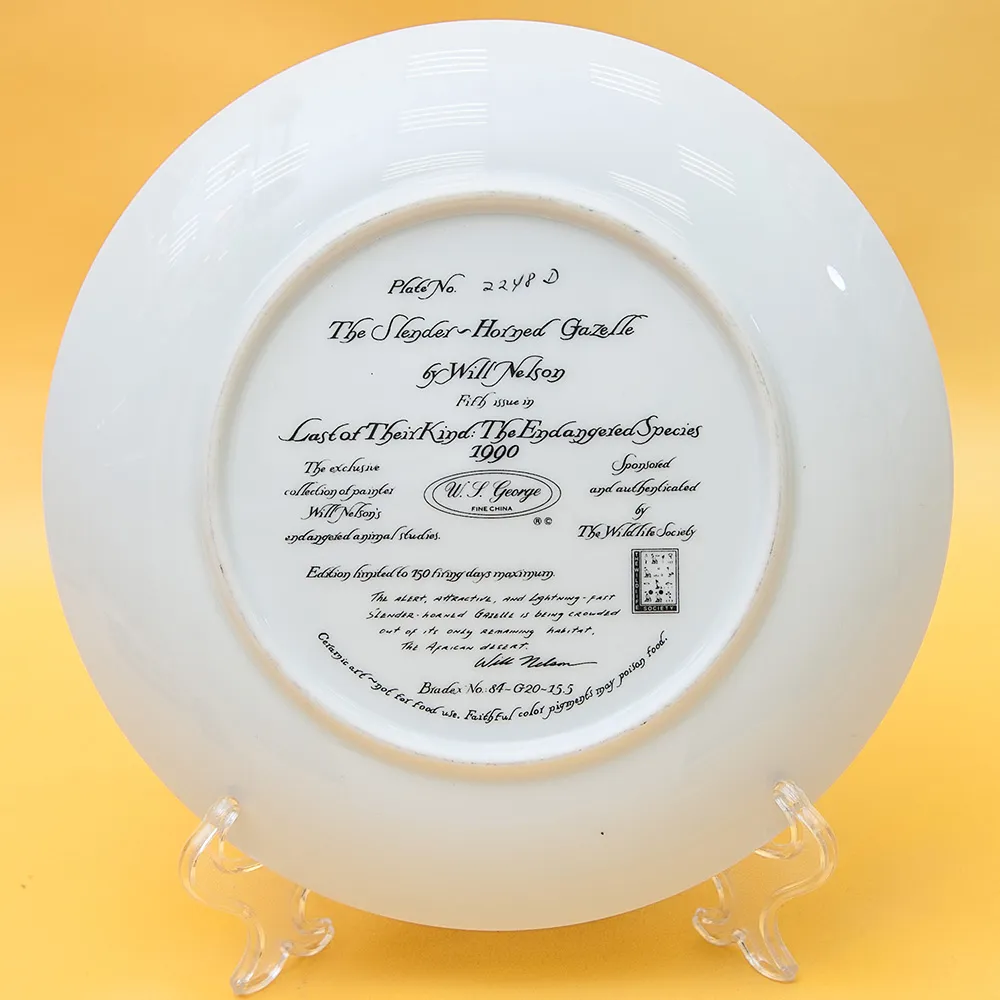 Plate No. 2248 D
The Slender-Horned Gazelle
by Will Nelson
Fifth issue in
Last of Their Kind: The Endangered Species
1990
The exclusive
collection of painter
Will Nelson's
endangered animal studies.
W. S. George
FINE CHINA
® ©
Sponsored
and authenticated
by
The Wildlife Society
THE WILDLIFE
SOCIETY
Edition limited to 150 firing days maximum.
The alert, attractive, and lightning-fast
Slender-horned Gazelle is being crowded
out of its only remaining habitat,
The African desert.
Will Nelson
Bradex No.: 84-G20-15.5
Ceramic art ~ not for food use. Faithful color pigments may poison food.